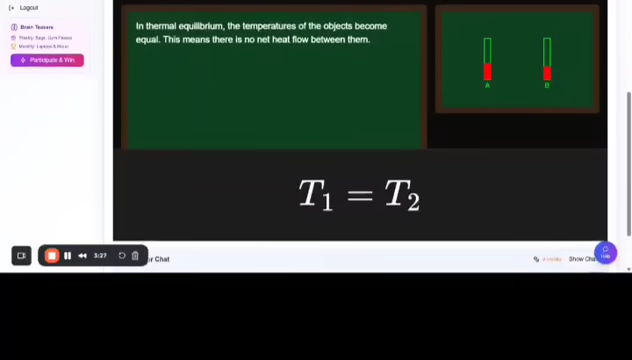 Logout
Brain Teasers
Participate & Win
In thermal equilibrium, the temperatures of the objects become
equal. This means there is no net heat flow between them.
A
B
T₁ = T₂
3:27
r Chat
Show Cha